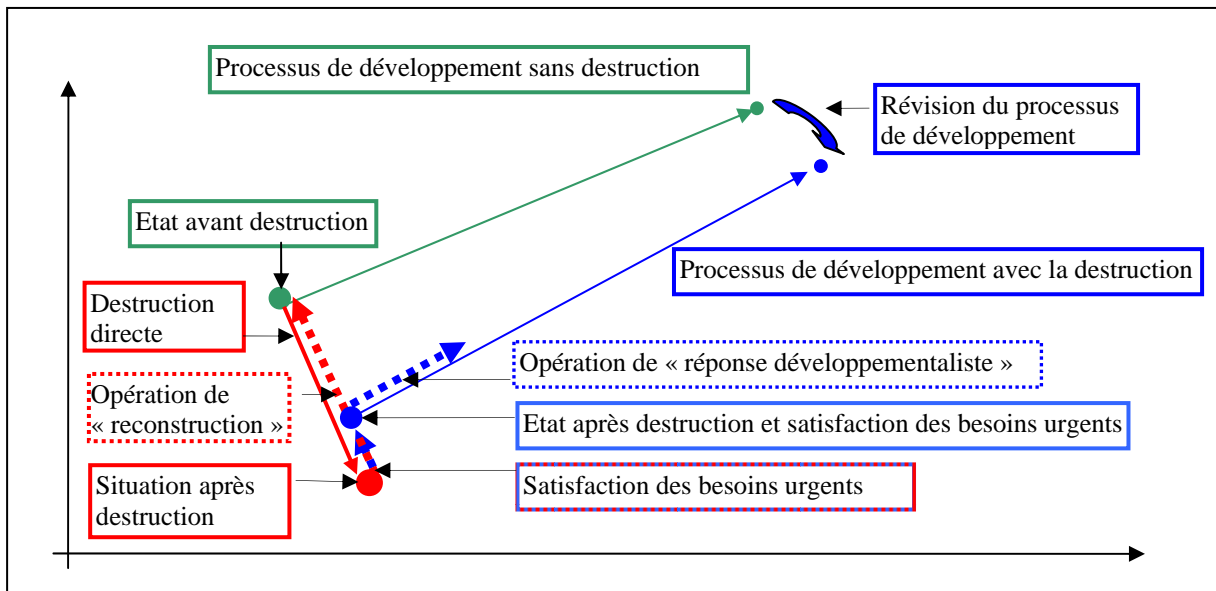 Processus de développement sans destruction
Révision du processus
de développement
Etat avant destruction
Processus de développement avec la destruction
Destruction
directe
Opération de « réponse développementaliste »
Opération de
« reconstruction »
Etat après destruction et satisfaction des besoins urgents
Situation après
destruction
Satisfaction des besoins urgents